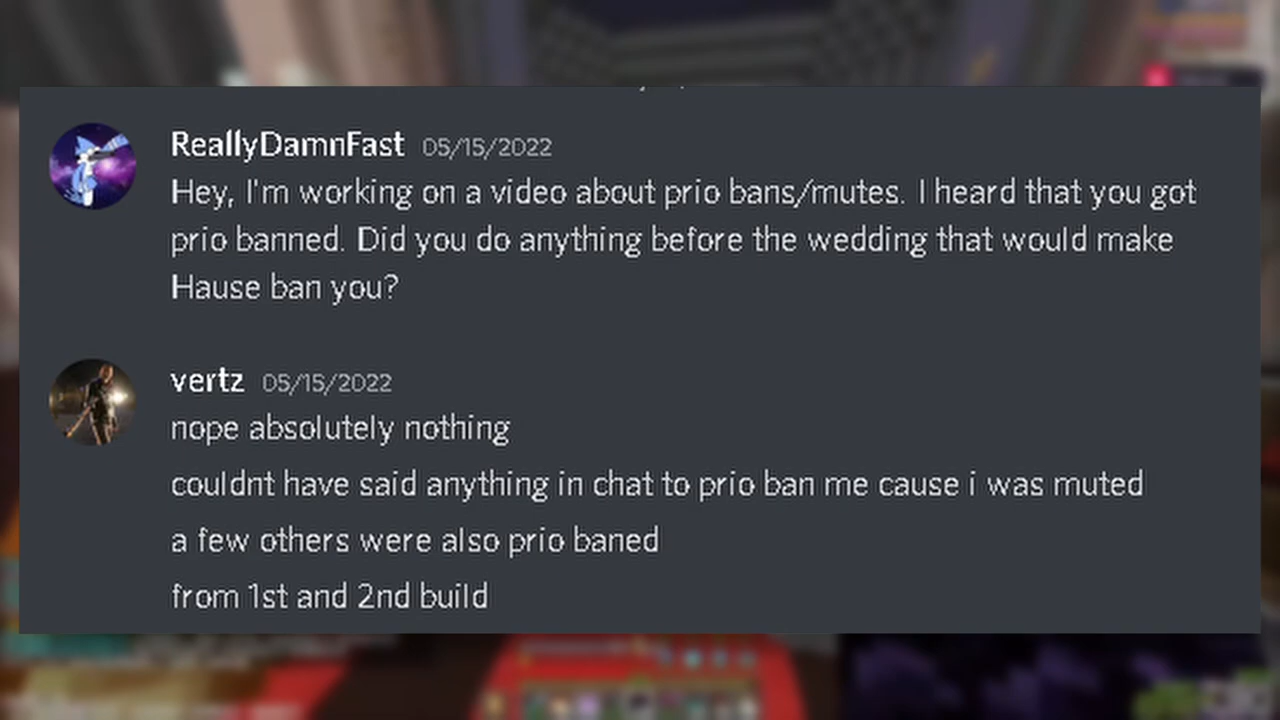 ReallyDamnFast 05/15/2022
Hey, I'm working on a video about prio bans/mutes. I heard that you got
prio banned. Did you do anything before the wedding that would make
Hause ban you?
vertz 05/15/2022
nope absolutely nothing
couldnt have said anything in chat to prio ban me cause i was muted
a few others were also prio baned
from 1st and 2nd build